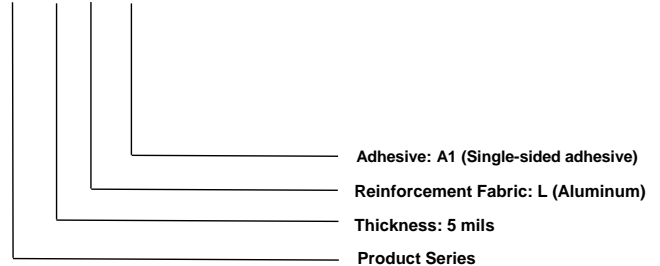 Adhesive: A1 (Single-sided adhesive)
Reinforcement Fabric: L (Aluminum)
Thickness: 5 mils
Product Series